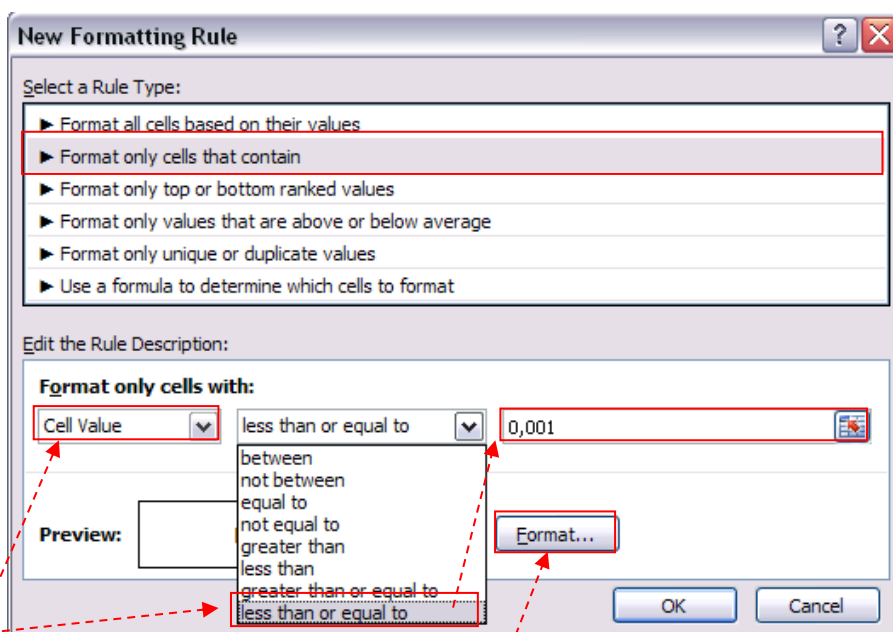 New Formatting Rule
Select a Rule Type:
► Format all cells based on their values
► Format only cells that contain
► Format only top or bottom ranked values
► Format only values that are above or below average
► Format only unique or duplicate values
► Use a formula to determine which cells to format
Edit the Rule Description:
Format only cells with:
Cell Value less than or equal to 0,001
between
not between
equal to
not equal to
greater than
less than
greater than or equal to
less than or equal to
Preview: Format...
OK Cancel